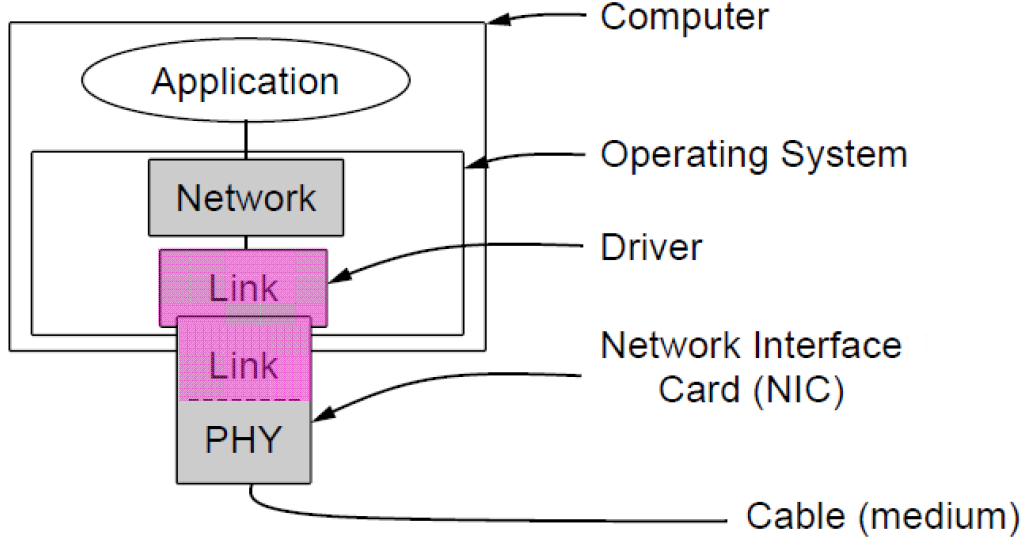 Computer
Application
Operating System
Network
Driver
Link
Link
Network Interface
Card (NIC)
PHY
Cable (medium)